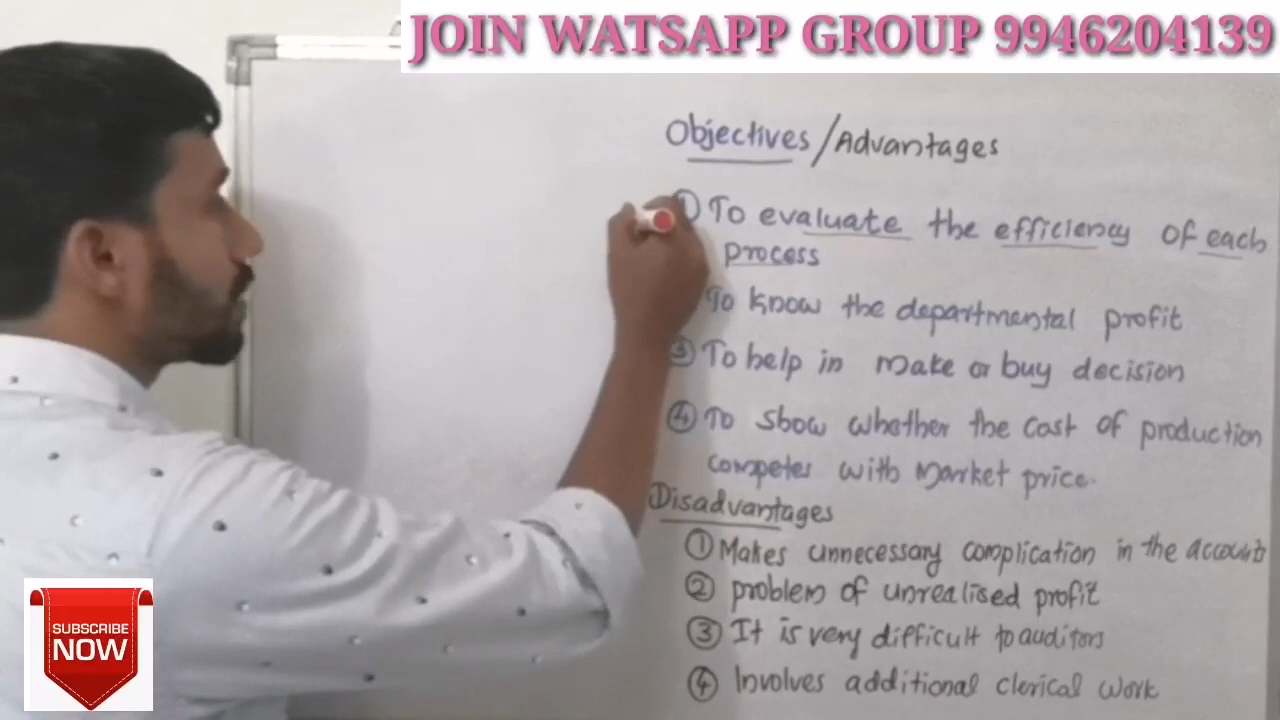 JOIN WATSAPP GROUP 9946204139
Objectives/Advantages
① To evaluate the efficiency of each
process
To know the departmental profit
③ To help in make or buy decision
④ To show whether the cost of production
competes with market price.
Disadvantages
① Makes unnecessary complication in the accounts
② problem of unrealised profit
③ It is very difficult to auditors
④ Involves additional clerical work
SUBSCRIBE
NOW